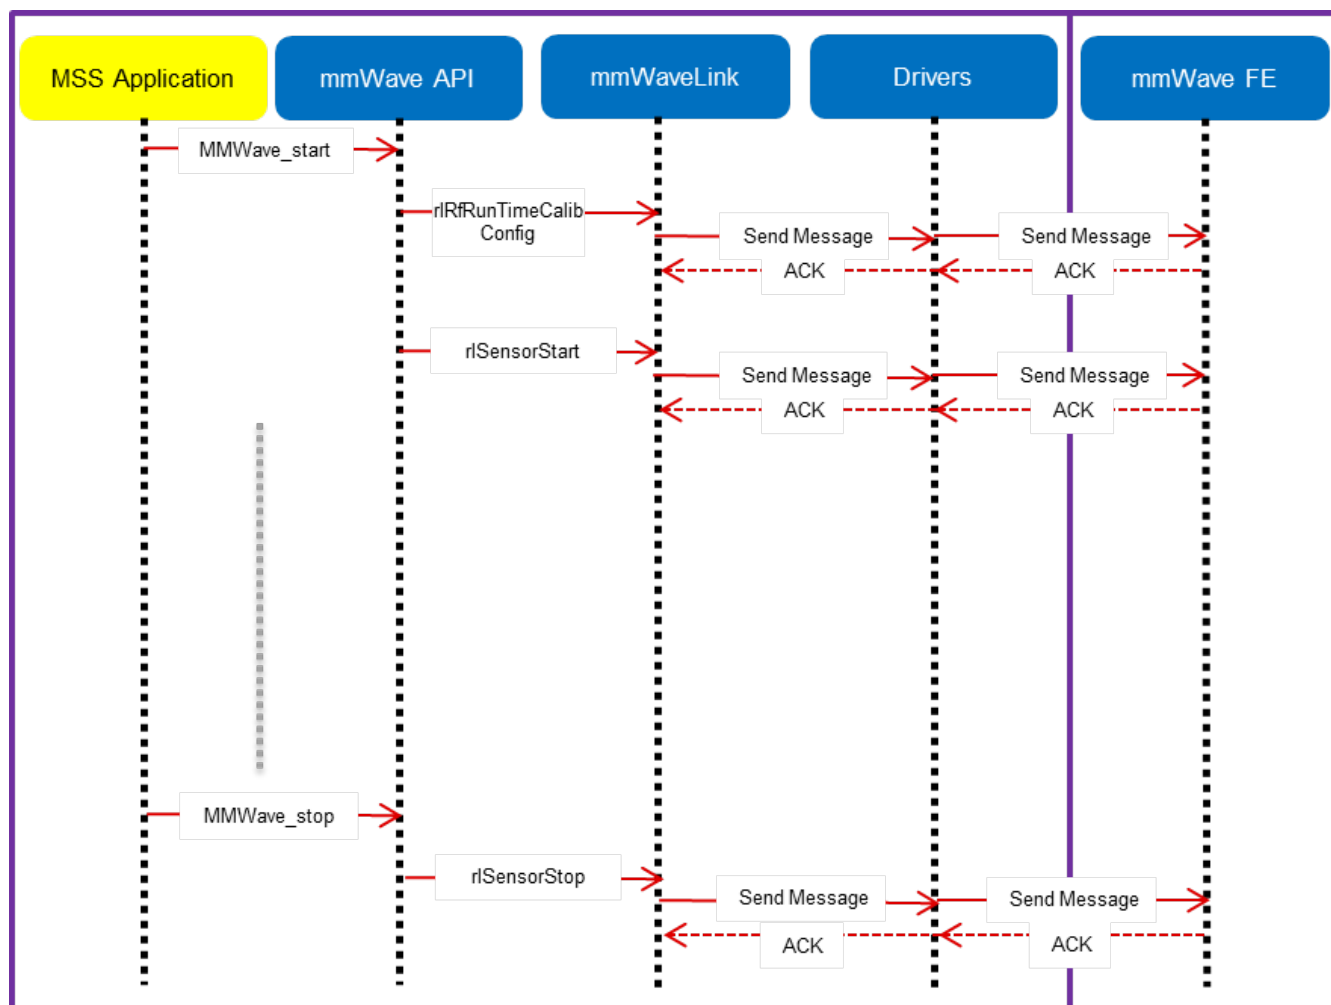 MSS Application
mmWave API
mmWaveLink
Drivers
mmWave FE
MMWave_start
rlRfRunTimeCalib
Config
Send Message
Send Message
ACK
ACK
rlSensorStart
Send Message
Send Message
ACK
ACK
MMWave_stop
rlSensorStop
Send Message
Send Message
ACK
ACK